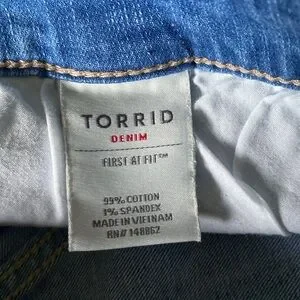 TORRID
DENIM
FIRST AT FIT™
99% COTTON
1% SPANDEX
MADE IN VIETNAM
RN# 148862